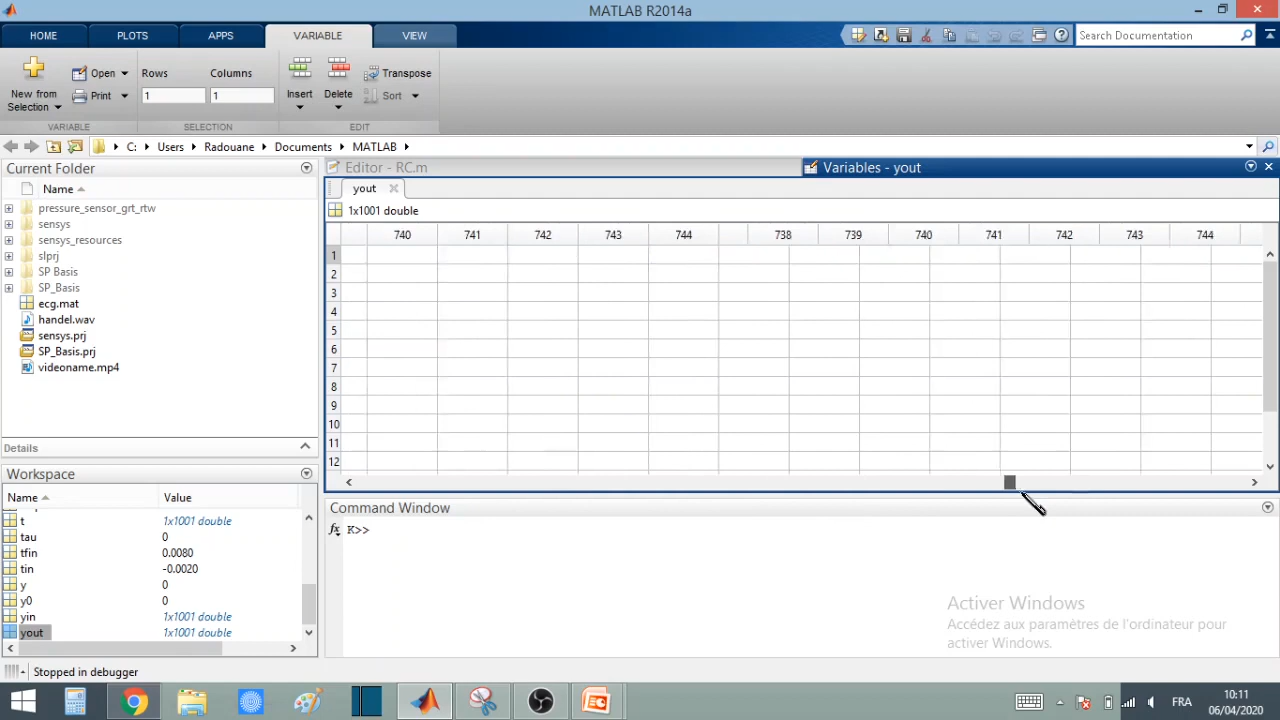 MATLAB R2014a
HOME PLOTS APPS VARIABLE VIEW
Search Documentation
New from Selection
Open
Print
Rows
1
Columns
1
Insert
Delete
Transpose
Sort
VARIABLE SELECTION EDIT
C: Users Radouane Documents MATLAB
Current Folder
Name
pressure_sensor_grt_rtw
sensys
sensys_resources
slprj
SP Basis
SP_Basis
ecg.mat
handel.wav
sensys.prj
SP_Basis.prj
videoname.mp4
Details
Workspace
Name Value
t 1x1001 double
tau 0
tfin 0.0080
tin -0.0020
y 0
y0 0
yin 1x1001 double
yout 1x1001 double
Editor - RC.m
Variables - yout
yout
1x1001 double
740 741 742 743 744 738 739 740 741 742 743 744
1
2
3
4
5
6
7
8
9
10
11
12
Command Window
fx K>>
Activer Windows
Accédez aux paramètres de l'ordinateur pour
activer Windows.
Stopped in debugger
FRA
10:11
06/04/2020